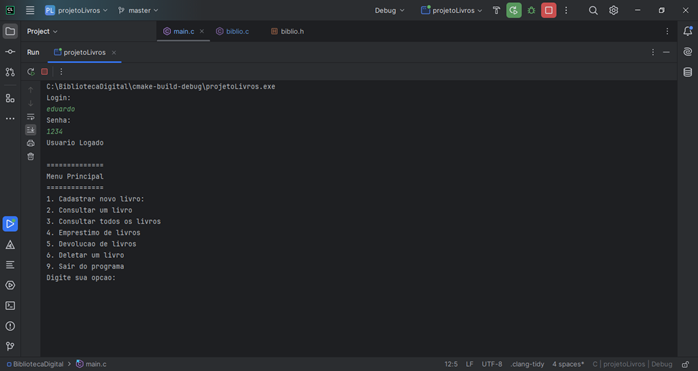 CL
PL projetoLivros
master
Debug
projetoLivros
Project
main.c
biblio.c
biblio.h
Run
projetoLivros
C:\BibliotecaDigital\cmake-build-debug\projetoLivros.exe
Login:
eduardo
Senha:
1234
Usuario Logado
==============
Menu Principal
==============
1. Cadastrar novo livro:
2. Consultar um livro
3. Consultar todos os livros
4. Emprestimo de livros
5. Devolucao de livros
6. Deletar um livro
9. Sair do programa
Digite sua opcao:
BibliotecaDigital > main.c
12:5 LF UTF-8 .clang-tidy 4 spaces* C | projetoLivros | Debug